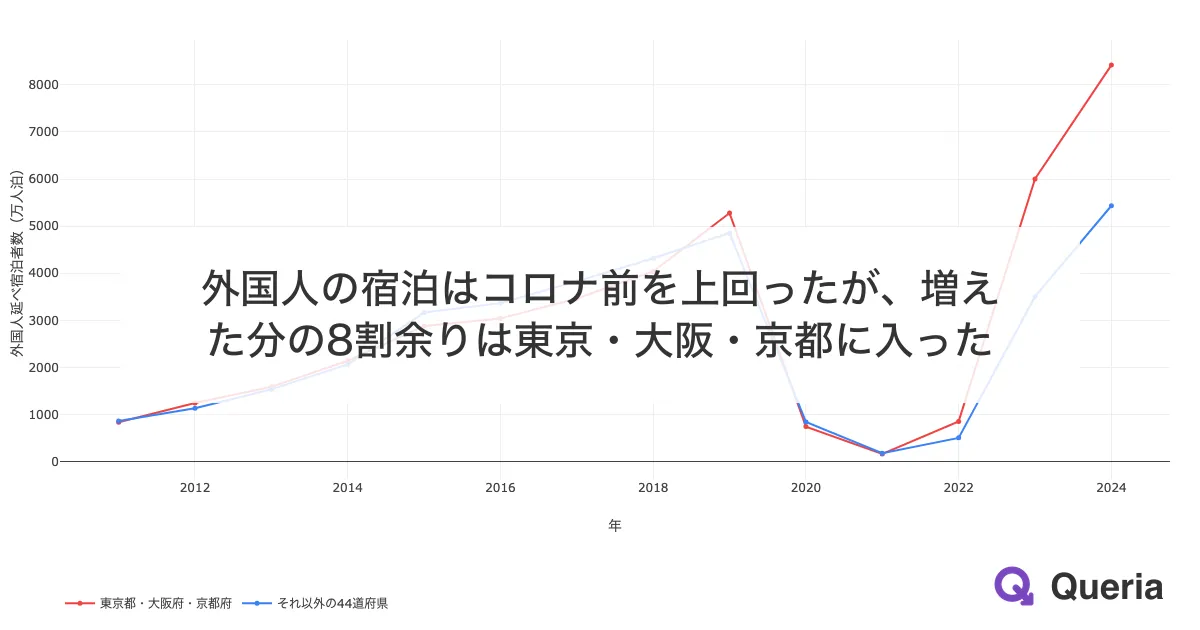 8000
7000
6000
5000
4000
3000
2000
1000
0
外国人延べ宿泊者数（万人泊）
外国人の宿泊はコロナ前を上回ったが、増え
た分の8割余りは東京・大阪・京都に入った
2012 2014 2016 2018 2020 2022 2024
年
東京都・大阪府・京都府 それ以外の44道府県
Queria